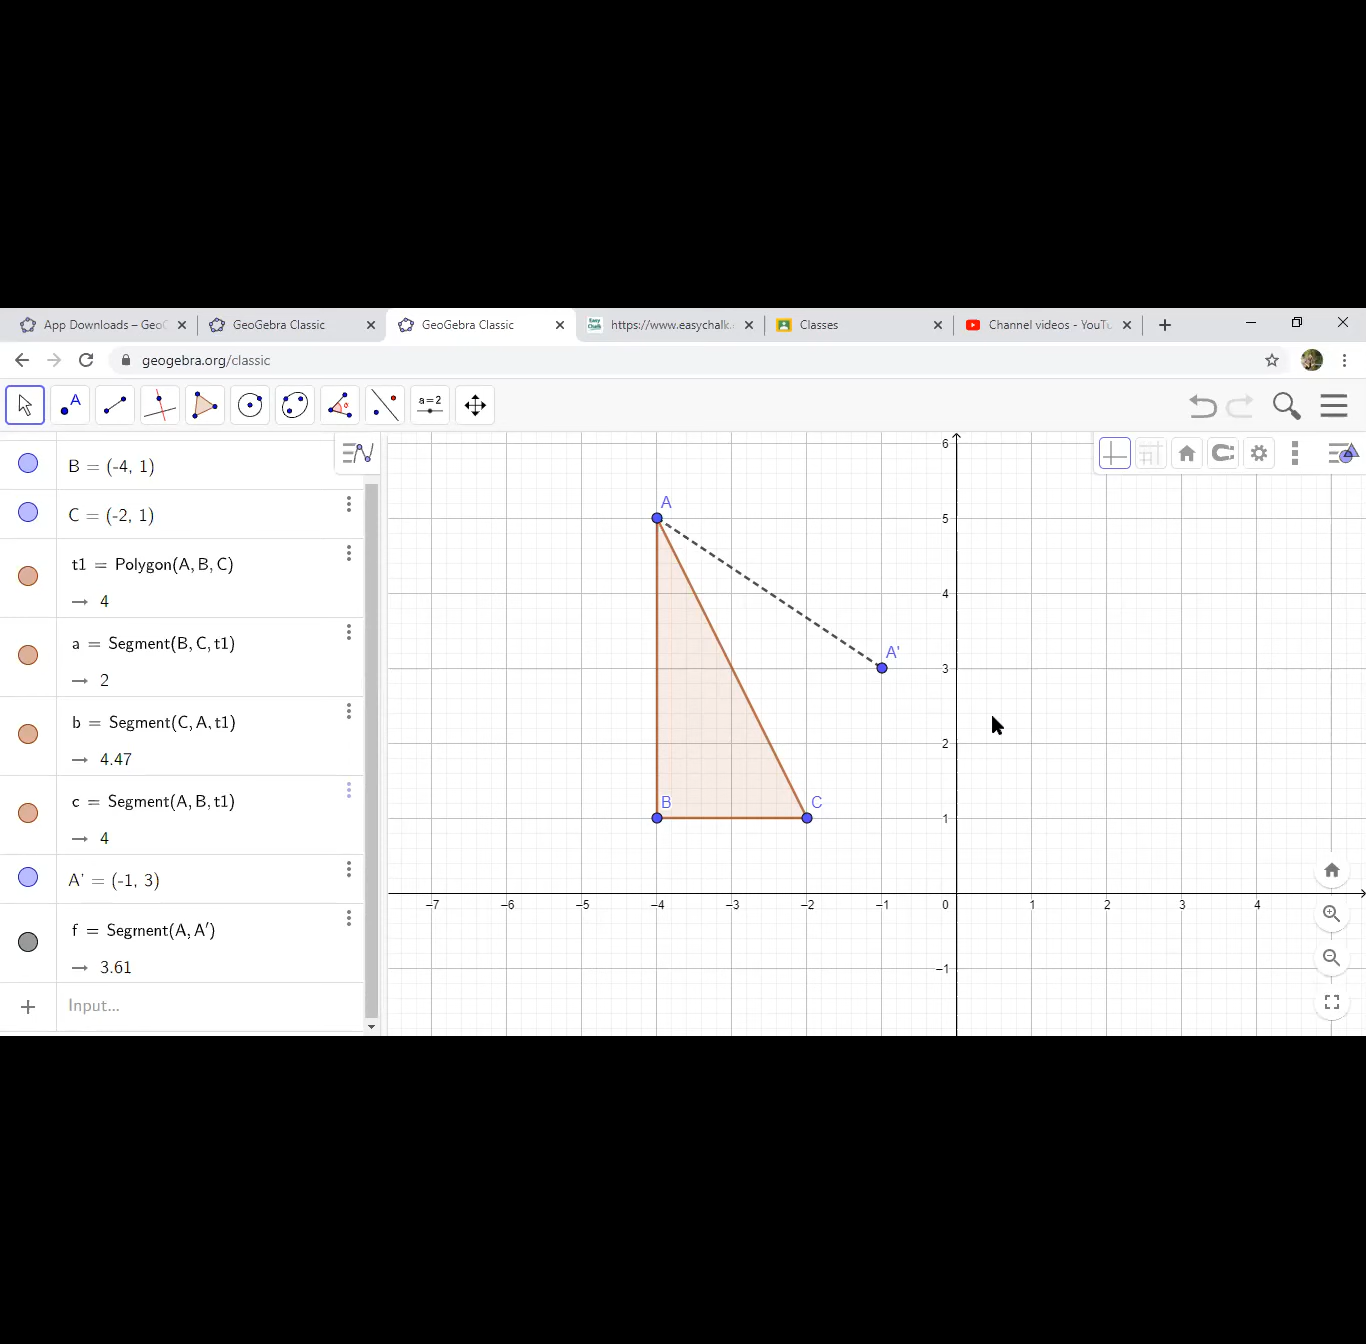 App Downloads – GeoG
GeoGebra Classic
GeoGebra Classic
https://www.easychalk.
Classes
Channel videos - YouTu
geogebra.org/classic
A
a=2
B = (-4, 1)
C = (-2, 1)
t1 = Polygon(A, B, C)
→ 4
a = Segment(B, C, t1)
→ 2
b = Segment(C, A, t1)
→ 4.47
c = Segment(A, B, t1)
→ 4
A' = (-1, 3)
f = Segment(A, A′)
→ 3.61
Input...
6
A
5
4
A'
3
2
B
C
1
–7 –6 –5 –4 –3 –2 –1 0 1 2 3 4
–1